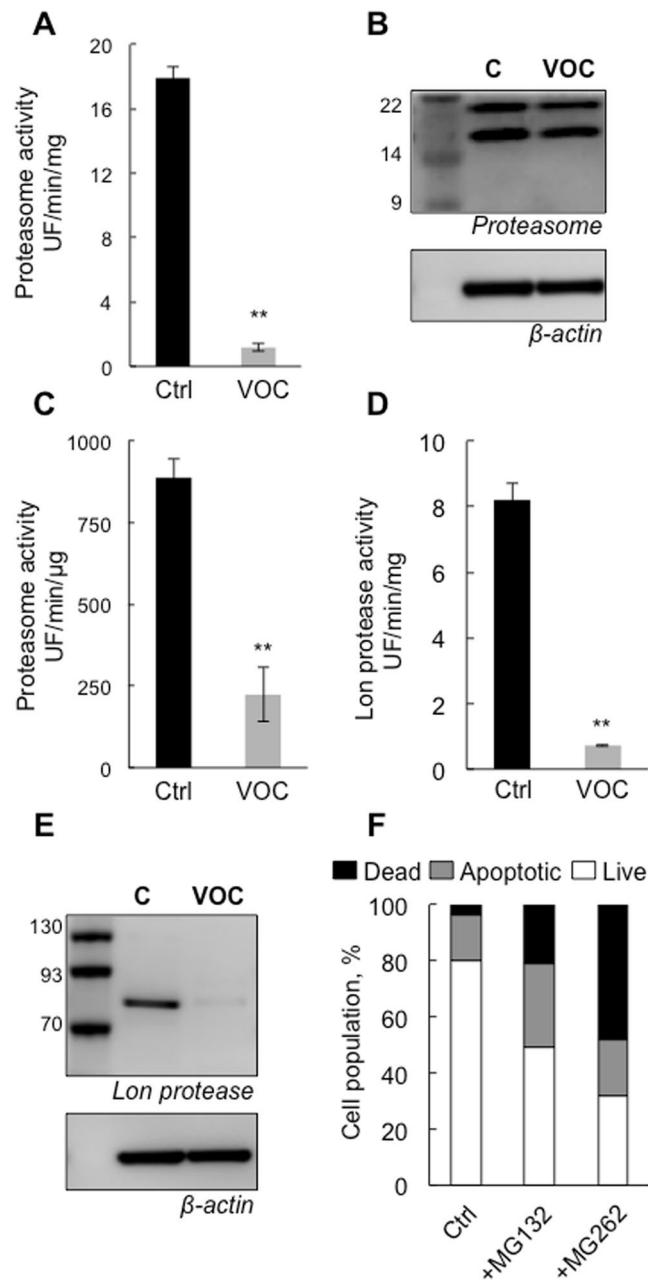 A
Proteasome activity
UF/min/mg
20
16
12
8
4
0
**
Ctrl VOC
B
C VOC
22
14
9
Proteasome
β-actin
C
Proteasome activity
UF/min/µg
1000
750
500
250
0
**
Ctrl VOC
D
Lon protease activity
UF/min/mg
10
8
6
4
2
0
**
Ctrl VOC
E
C VOC
130
93
70
Lon protease
β-actin
F
Dead Apoptotic Live
Cell population, %
100
80
60
40
20
0
Ctrl
+MG132
+MG262